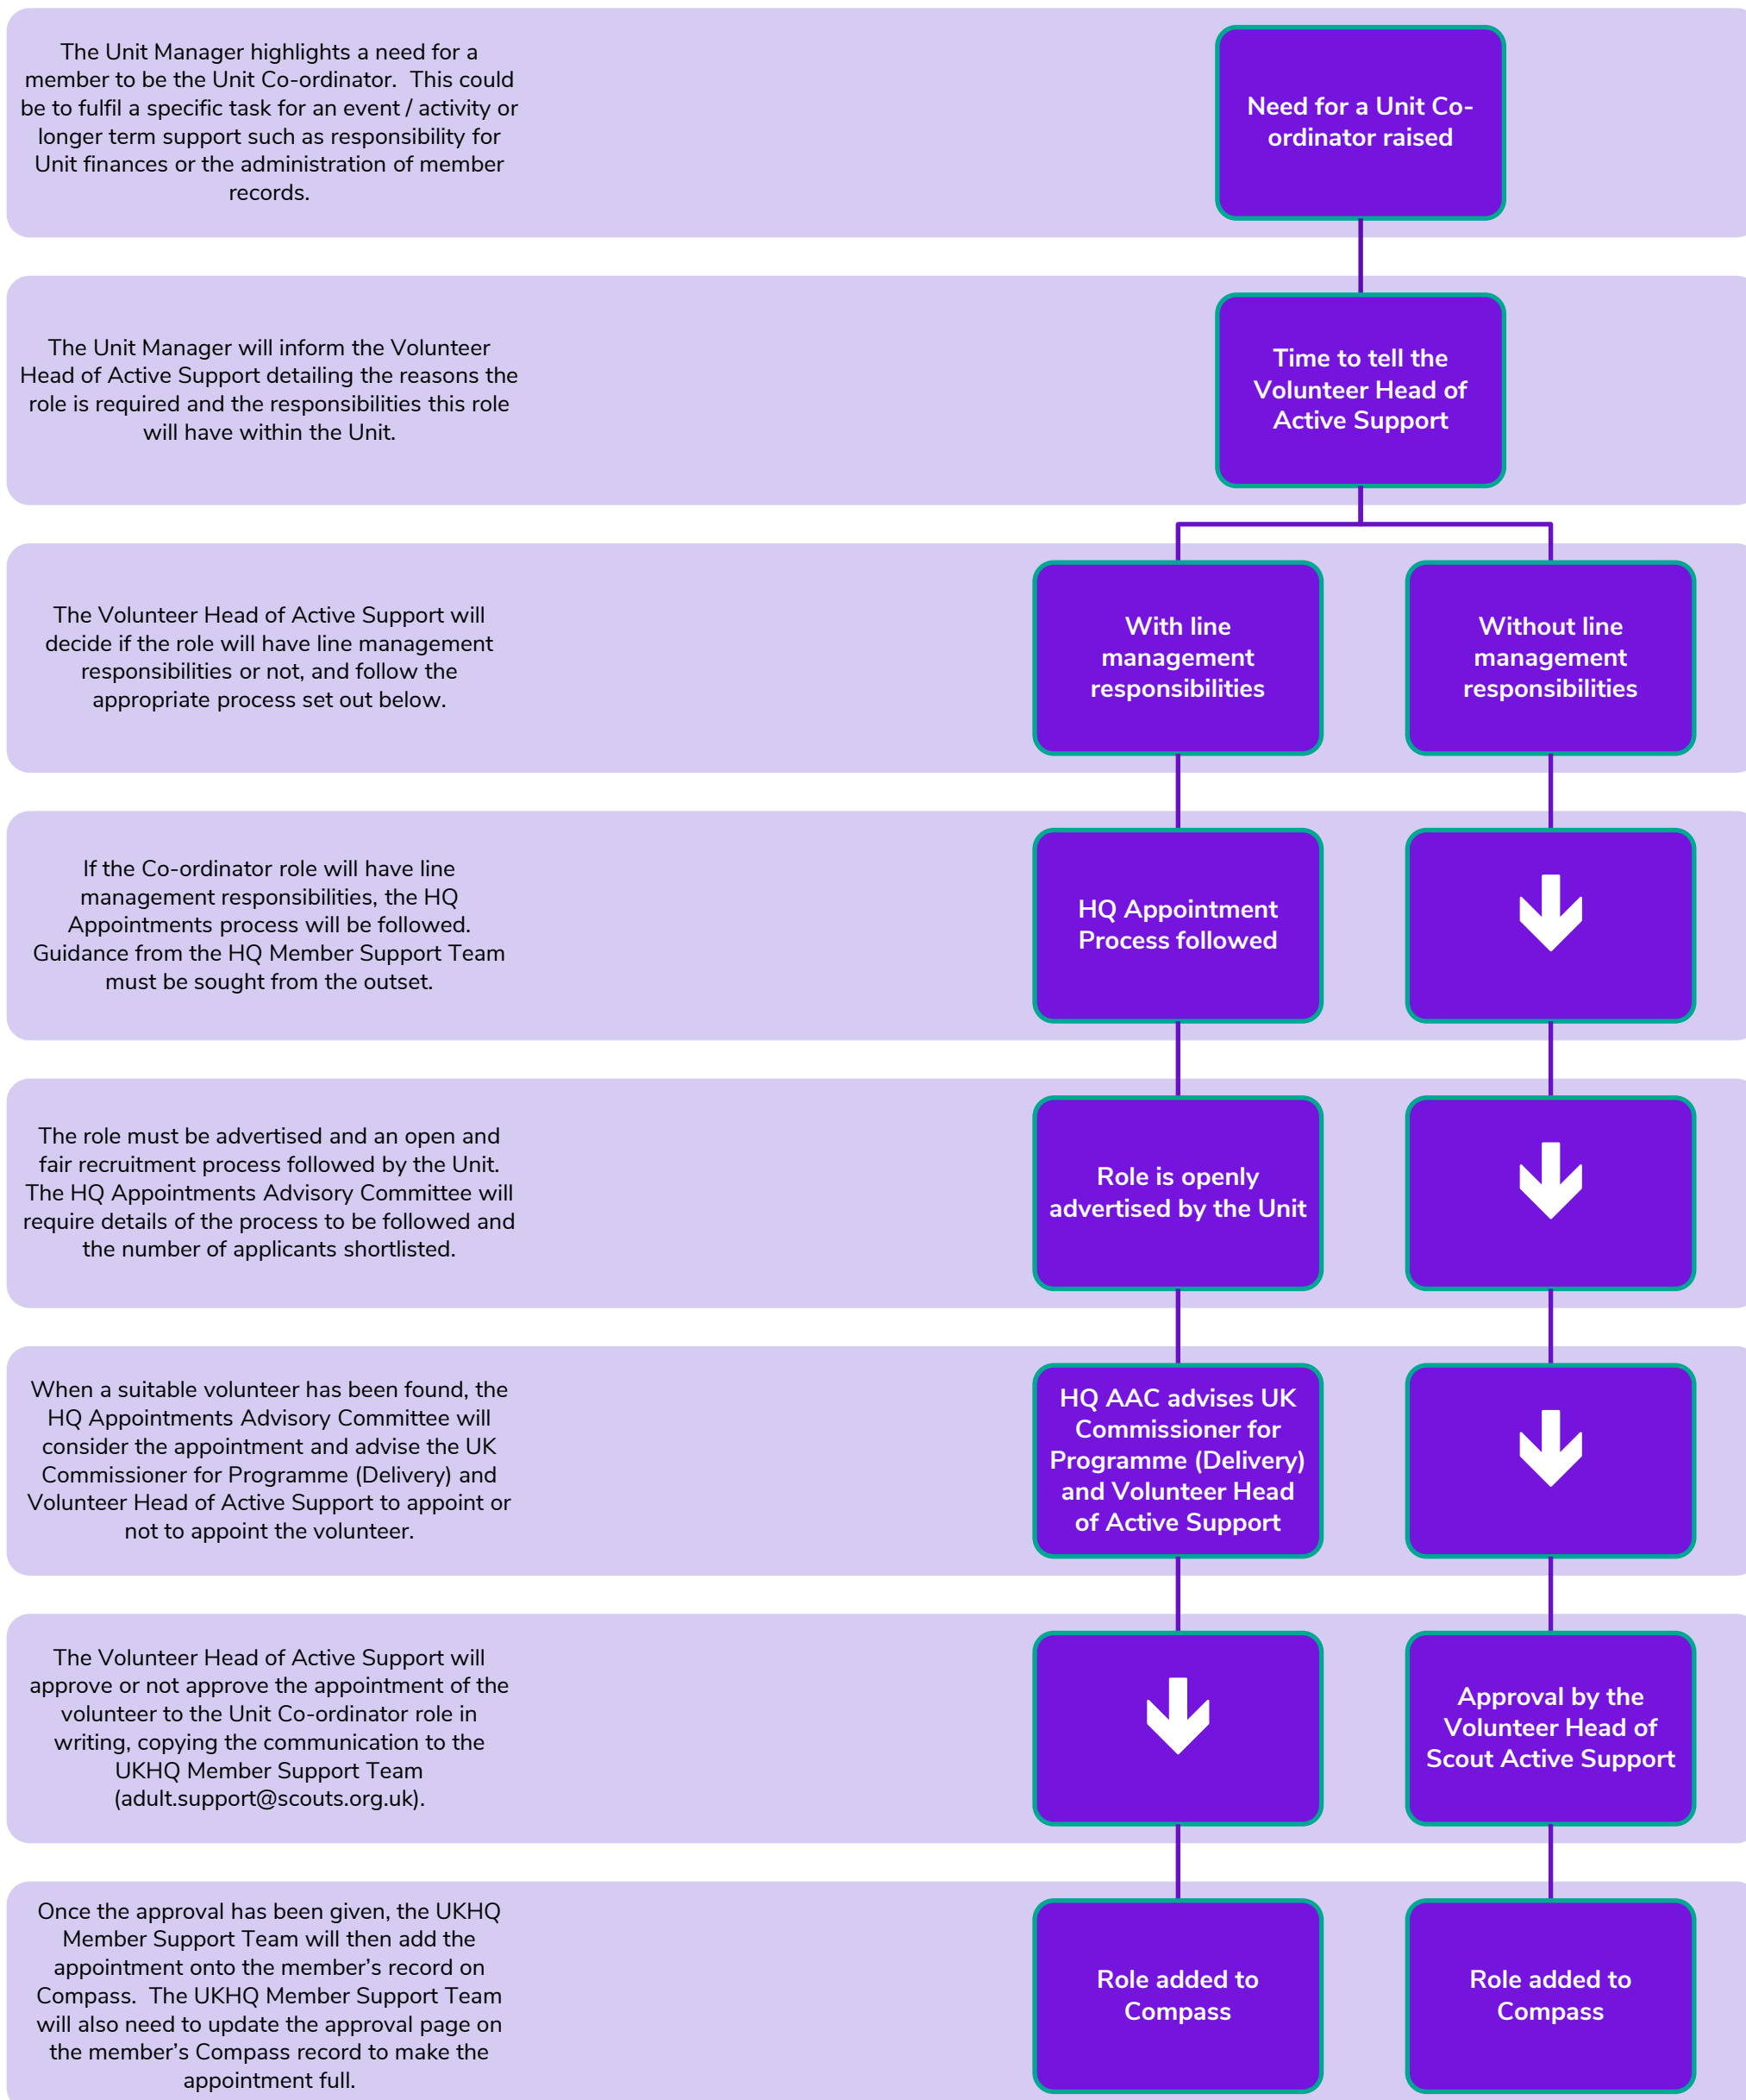 The Unit Manager highlights a need for a
member to be the Unit Co-ordinator.  This could
be to fulfil a specific task for an event / activity or
longer term support such as responsibility for
Unit finances or the administration of member
records.
Need for a Unit Co-
ordinator raised
The Unit Manager will inform the Volunteer
Head of Active Support detailing the reasons the
role is required and the responsibilities this role
will have within the Unit.
Time to tell the
Volunteer Head of
Active Support
The Volunteer Head of Active Support will
decide if the role will have line management
responsibilities or not, and follow the
appropriate process set out below.
With line
management
responsibilities
Without line
management
responsibilities
If the Co-ordinator role will have line
management responsibilities, the HQ
Appointments process will be followed.
Guidance from the HQ Member Support Team
must be sought from the outset.
HQ Appointment
Process followed
The role must be advertised and an open and
fair recruitment process followed by the Unit.
The HQ Appointments Advisory Committee will
require details of the process to be followed and
the number of applicants shortlisted.
Role is openly
advertised by the Unit
When a suitable volunteer has been found, the
HQ Appointments Advisory Committee will
consider the appointment and advise the UK
Commissioner for Programme (Delivery) and
Volunteer Head of Active Support to appoint or
not to appoint the volunteer.
HQ AAC advises UK
Commissioner for
Programme (Delivery)
and Volunteer Head
of Active Support
The Volunteer Head of Active Support will
approve or not approve the appointment of the
volunteer to the Unit Co-ordinator role in
writing, copying the communication to the
UKHQ Member Support Team
(adult.support@scouts.org.uk).
Approval by the
Volunteer Head of
Scout Active Support
Once the approval has been given, the UKHQ
Member Support Team will then add the
appointment onto the member’s record on
Compass.  The UKHQ Member Support Team
will also need to update the approval page on
the member’s Compass record to make the
appointment full.
Role added to
Compass
Role added to
Compass